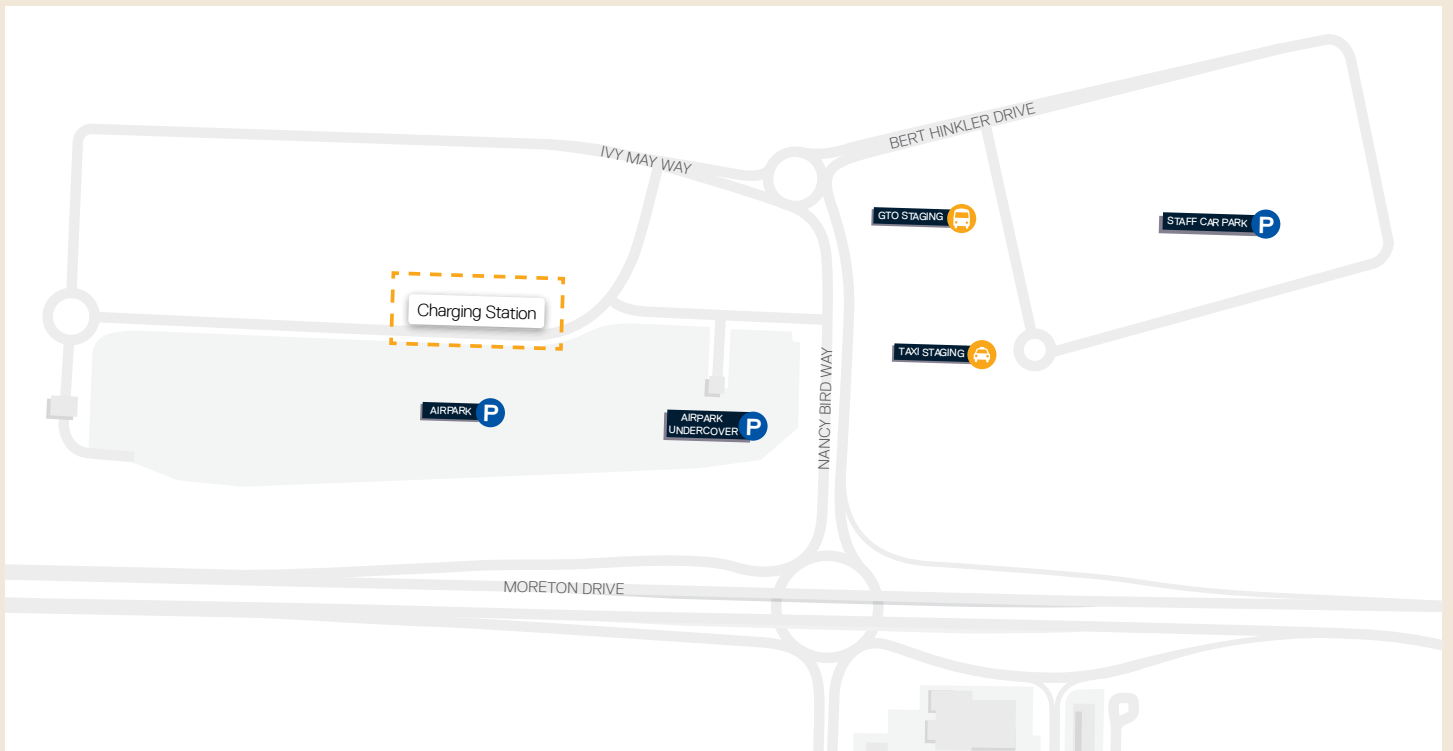 BERT HINKLER DRIVE
IVY MAY WAY
GTO STAGING
STAFF CAR PARK
P
Charging Station
TAXI STAGING
AIRPARK
P
AIRPARK
UNDERCOVER
P
NANCY BIRD WAY
MORETON DRIVE